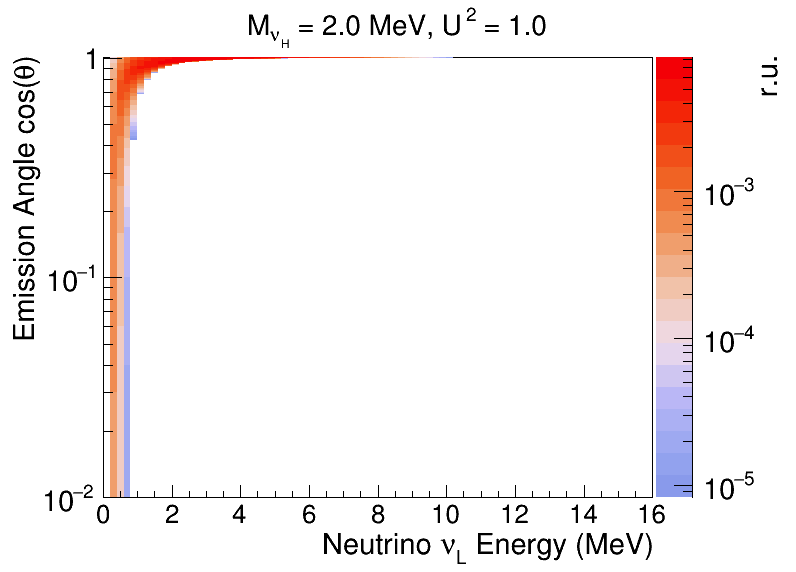 M_{ν_H} = 2.0 MeV, U² = 1.0
Emission Angle cos(θ)
1
10⁻¹
10⁻²
0 2 4 6 8 10 12 14 16
Neutrino ν_L Energy (MeV)
r.u.
10⁻³
10⁻⁴
10⁻⁵